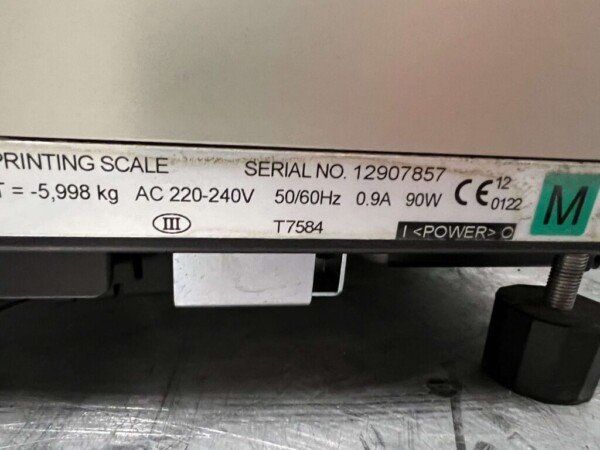 PRINTING SCALE SERIAL NO. 12907857
T = -5,998 kg AC 220-240V 50/60Hz 0.9A 90W CE 12 0122 M
III T7584 I <POWER> O